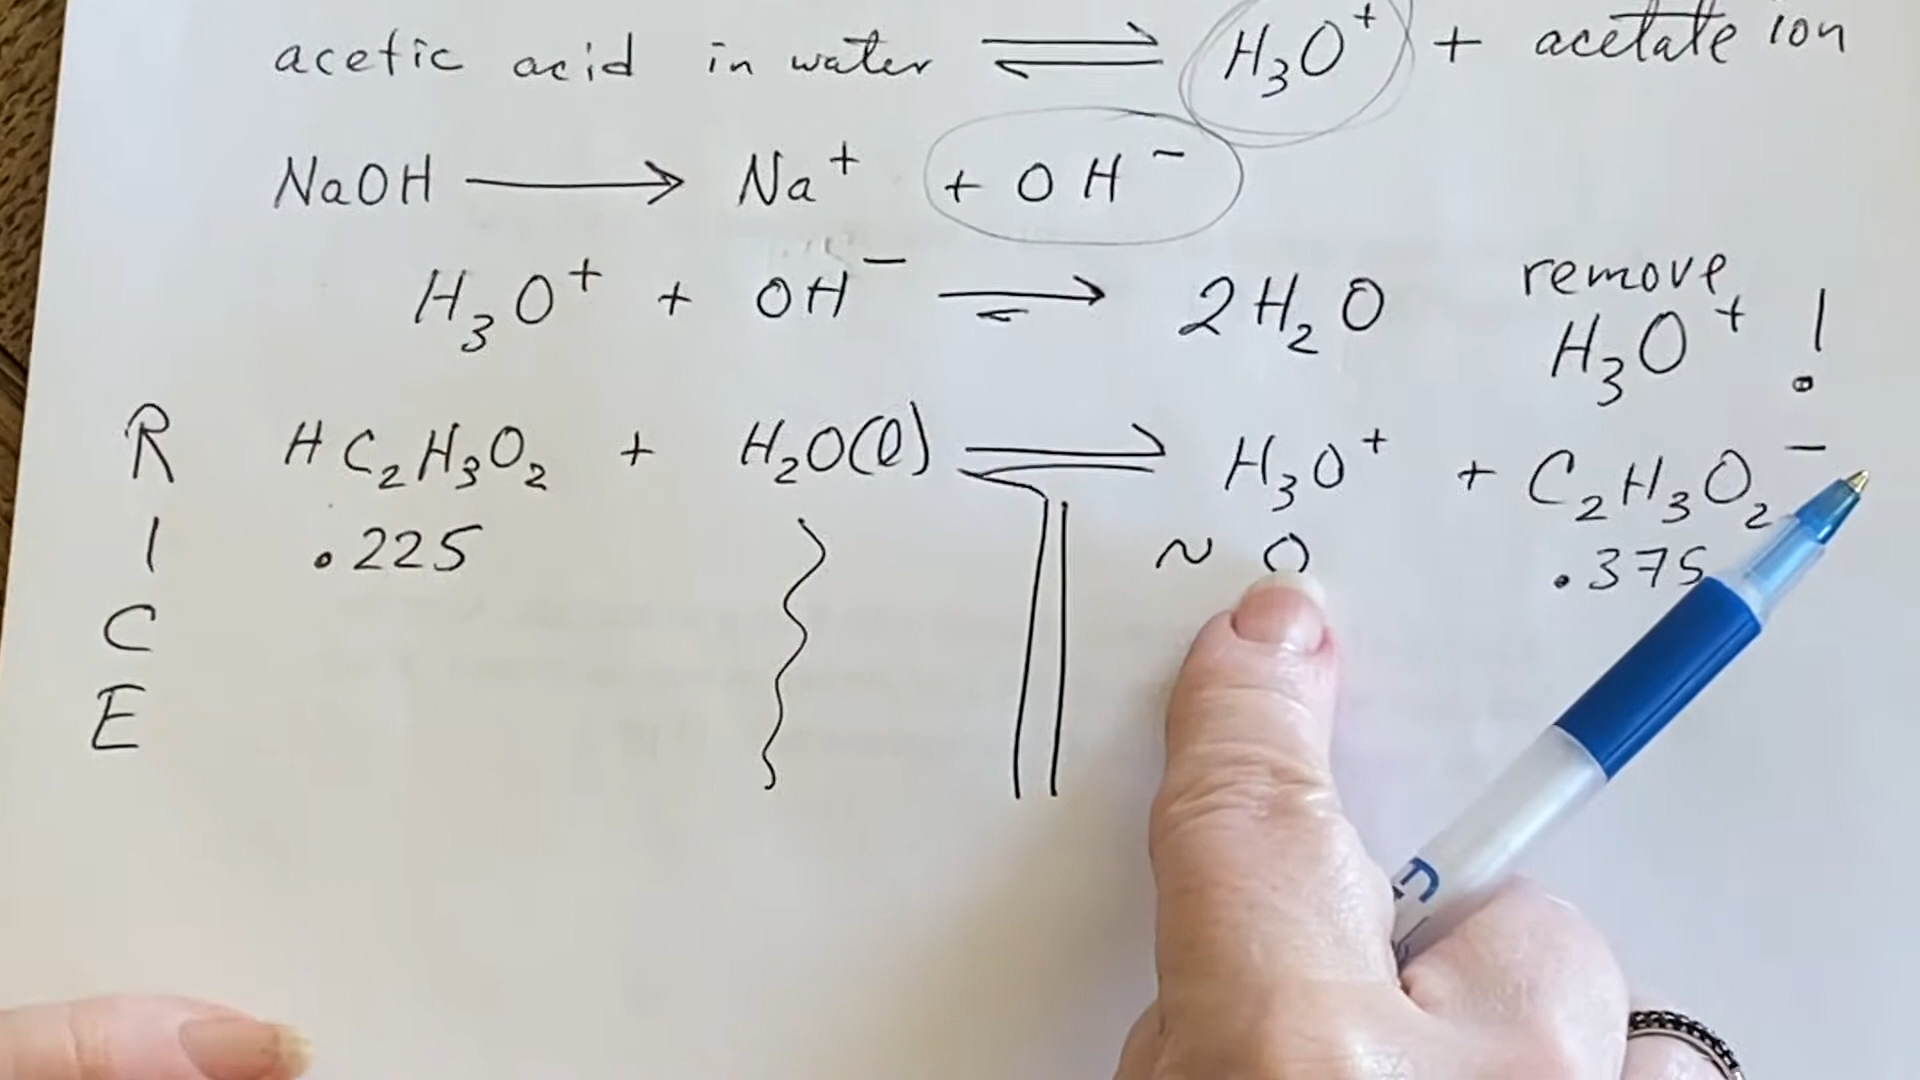 acetic acid in water ⇌ H₃O⁺ + acetate ion
NaOH ⟶ Na⁺ + OH⁻
H₃O⁺ + OH⁻ ⇌ 2H₂O
remove
H₃O⁺ !
R HC₂H₃O₂ + H₂O(l) ⇌ H₃O⁺ + C₂H₃O₂⁻
I .225 ~ 0 .375
C
E